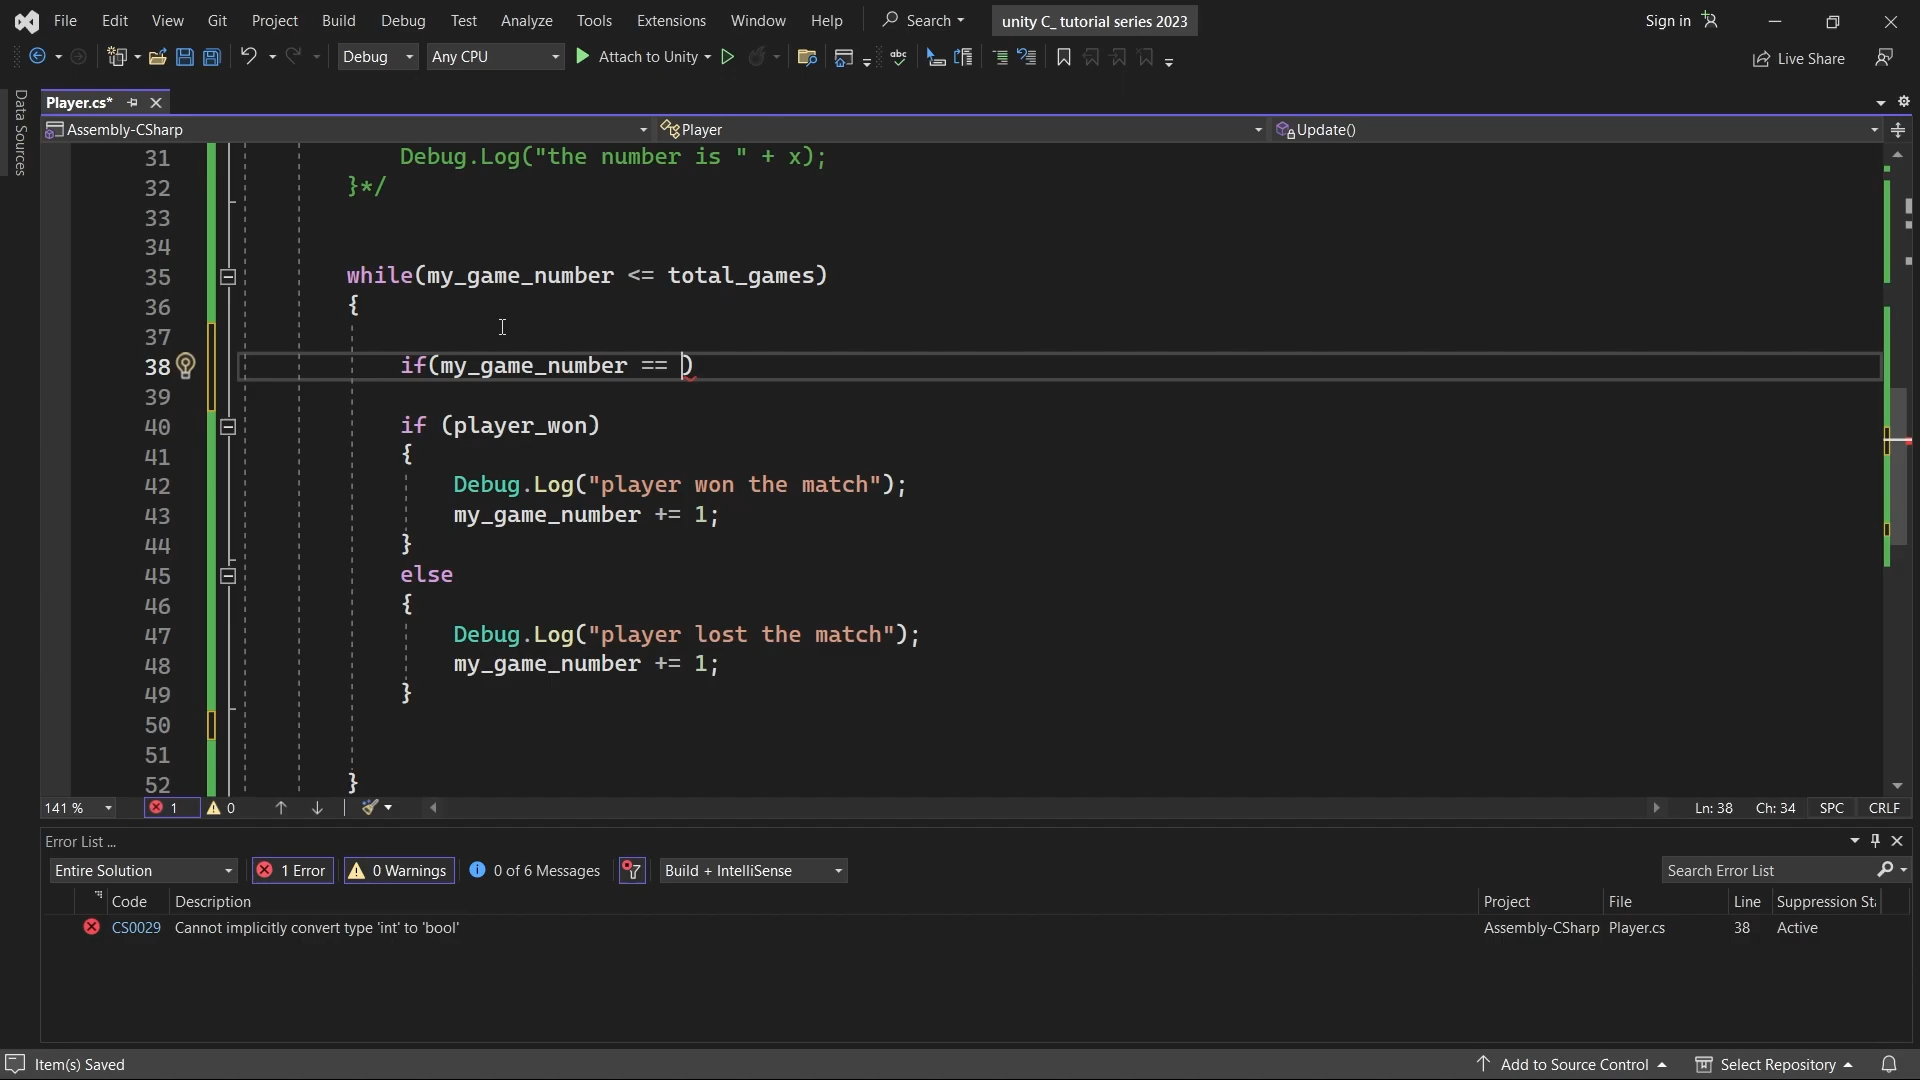 File Edit View Git Project Build Debug Test Analyze Tools Extensions Window Help Search unity C_ tutorial series 2023 Sign in
Debug Any CPU Attach to Unity Live Share
Data Sources
Player.cs*
Assembly-CSharp Player Update()
31 Debug.Log("the number is " + x);
32 }*/
33
34
35 while(my_game_number <= total_games)
36 {
37
38 if(my_game_number == )
39
40 if (player_won)
41 {
42 Debug.Log("player won the match");
43 my_game_number += 1;
44 }
45 else
46 {
47 Debug.Log("player lost the match");
48 my_game_number += 1;
49 }
50
51
52 }
141 % 1 0 Ln: 38 Ch: 34 SPC CRLF
Error List ...
Entire Solution 1 Error 0 Warnings 0 of 6 Messages Build + IntelliSense Search Error List
Code Description Project File Line Suppression St
CS0029 Cannot implicitly convert type 'int' to 'bool' Assembly-CSharp Player.cs 38 Active
Item(s) Saved Add to Source Control Select Repository